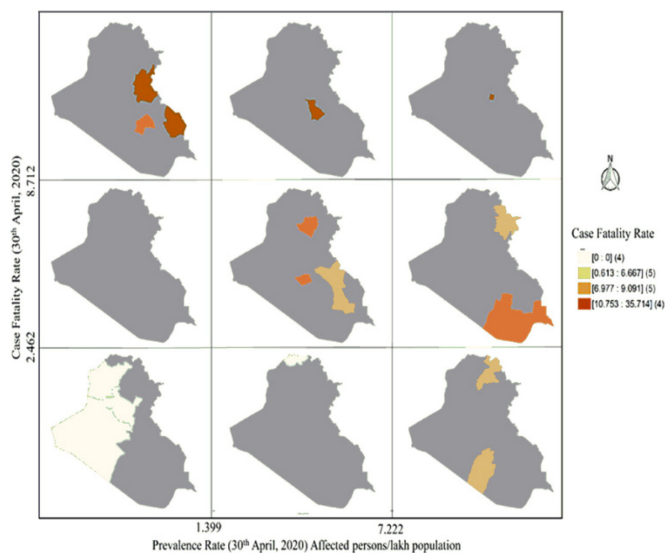 Case Fatality Rate (30th April, 2020)
8.712
2.462
N
Case Fatality Rate
[0 : 0] (4)
[0.613 : 6.667] (5)
[6.977 : 9.091] (5)
[10.753 : 35.714] (4)
1.399
7.222
Prevalence Rate (30th April, 2020) Affected persons/lakh population